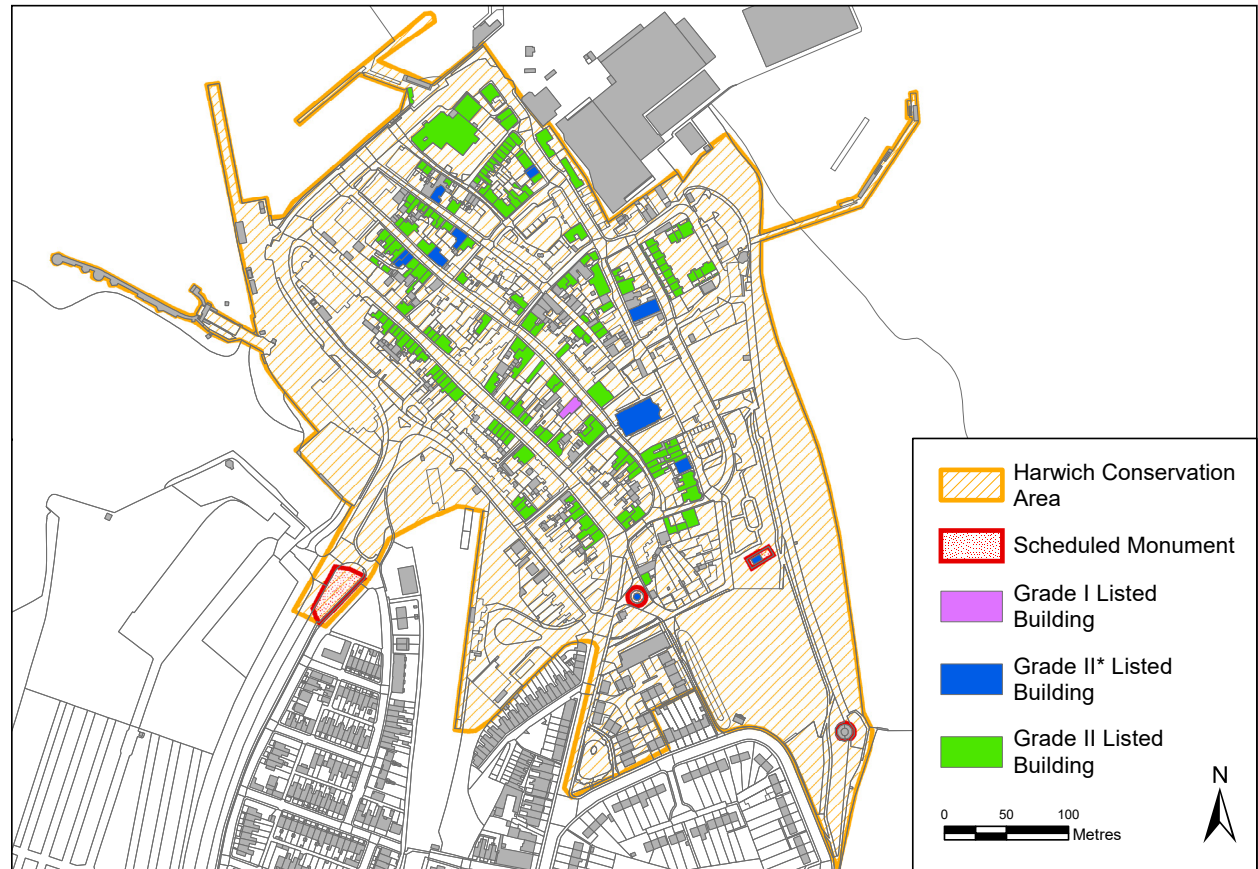 Harwich Conservation
Area
Scheduled Monument
Grade I Listed
Building
Grade II* Listed
Building
Grade II Listed
Building
N
0 50 100
Metres